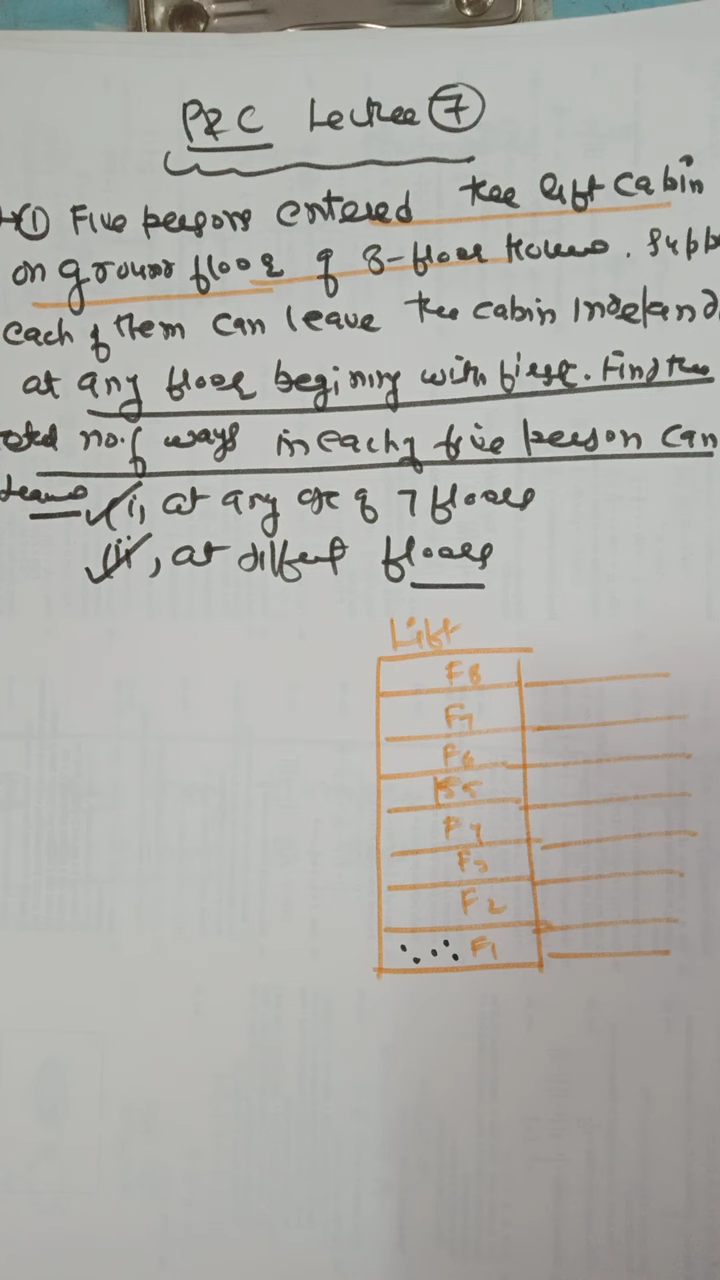 P&C Lecture 7
① Five persons entered the lift cabin
on ground floor of 8-floor House. Supp
each of them can leave the cabin Independ
at any floor begining with first. Find the
total no. of ways in each of five person can
leave (i), at any one of 7 floors
(ii), at diffent floors
Lift
F8
F7
F6
F5
F4
F3
F2
F1